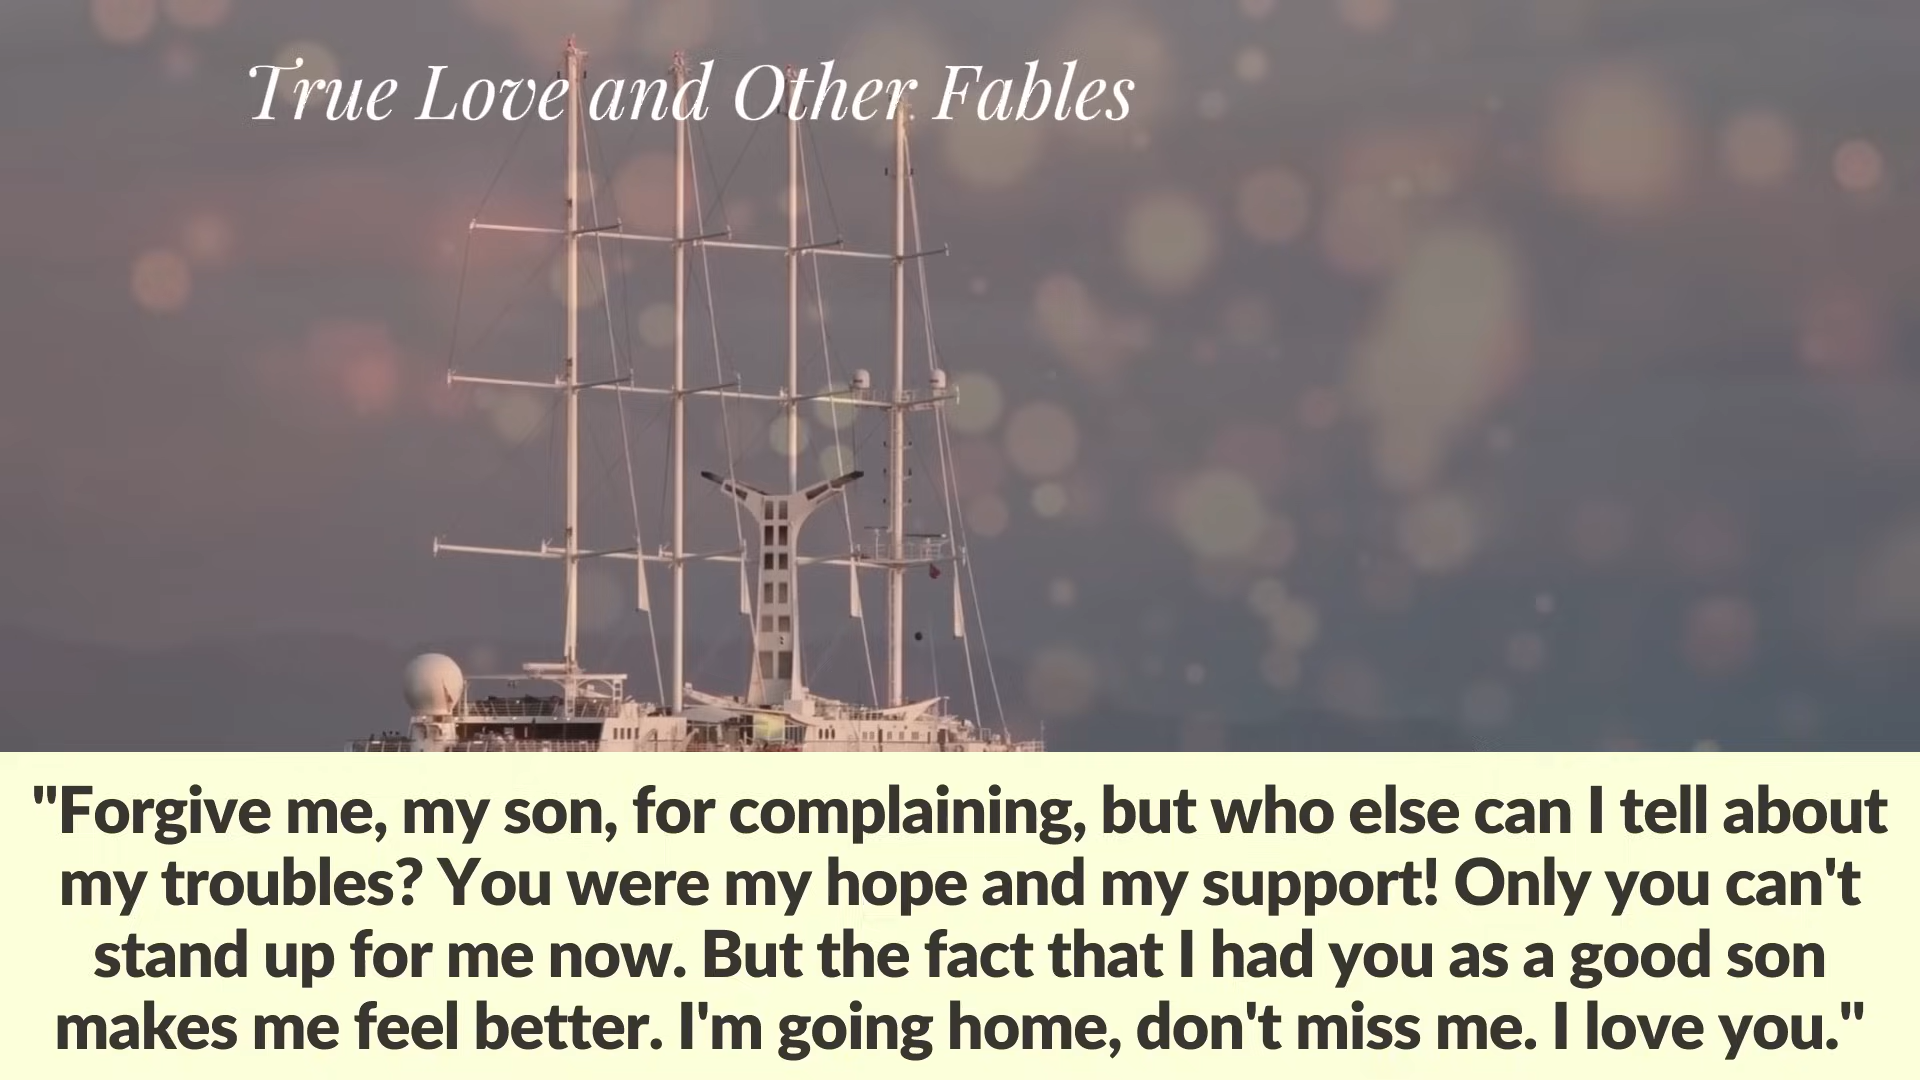 True Love and Other Fables
"Forgive me, my son, for complaining, but who else can I tell about
my troubles? You were my hope and my support! Only you can't
stand up for me now. But the fact that I had you as a good son
makes me feel better. I'm going home, don't miss me. I love you."